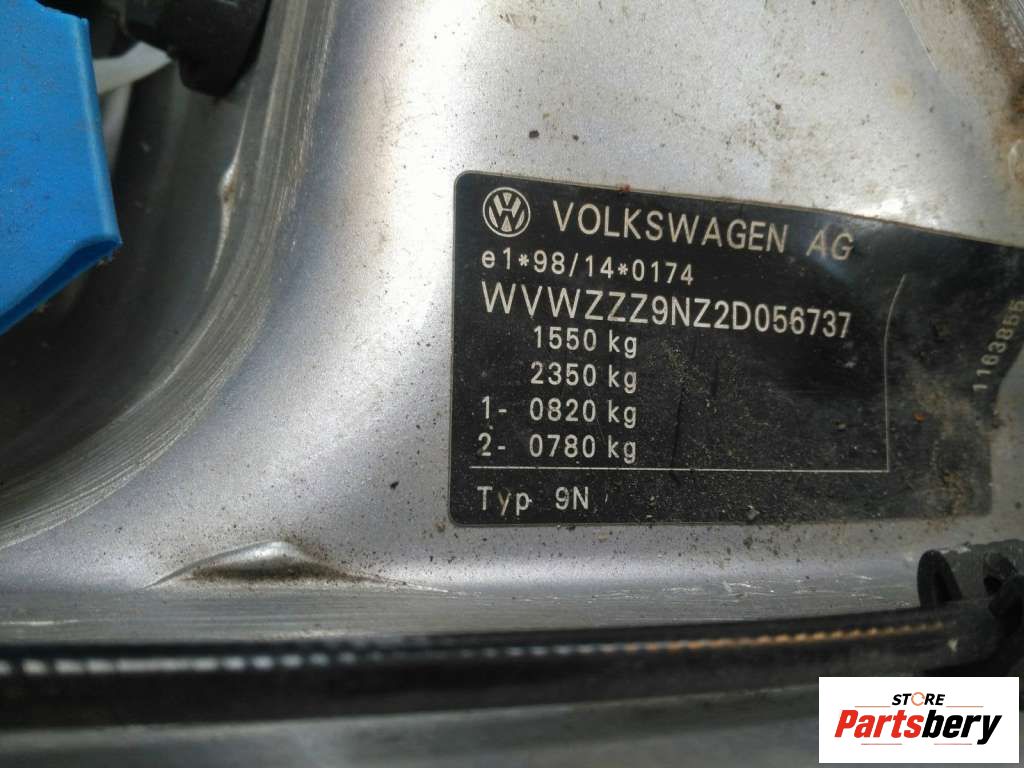 VOLKSWAGEN AG
e1*98/14*0174
WVWZZZ9NZ2D056737
1550 kg
2350 kg
1- 0820 kg
2- 0780 kg
Typ 9N
STORE
Partsbery